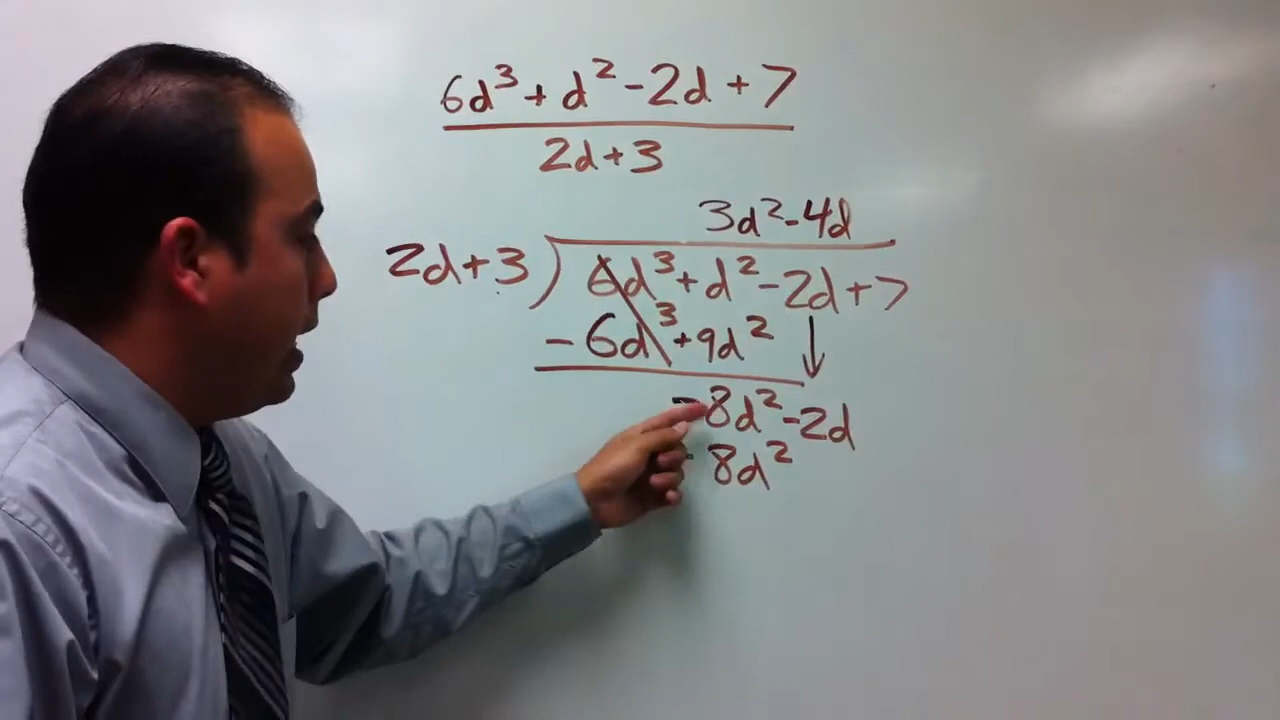 6d³ + d² - 2d + 7
2d + 3
3d² - 4d
2d + 3 ) 6d³ + d² - 2d + 7
- 6d³ + 9d²
- 8d² - 2d
- 8d²